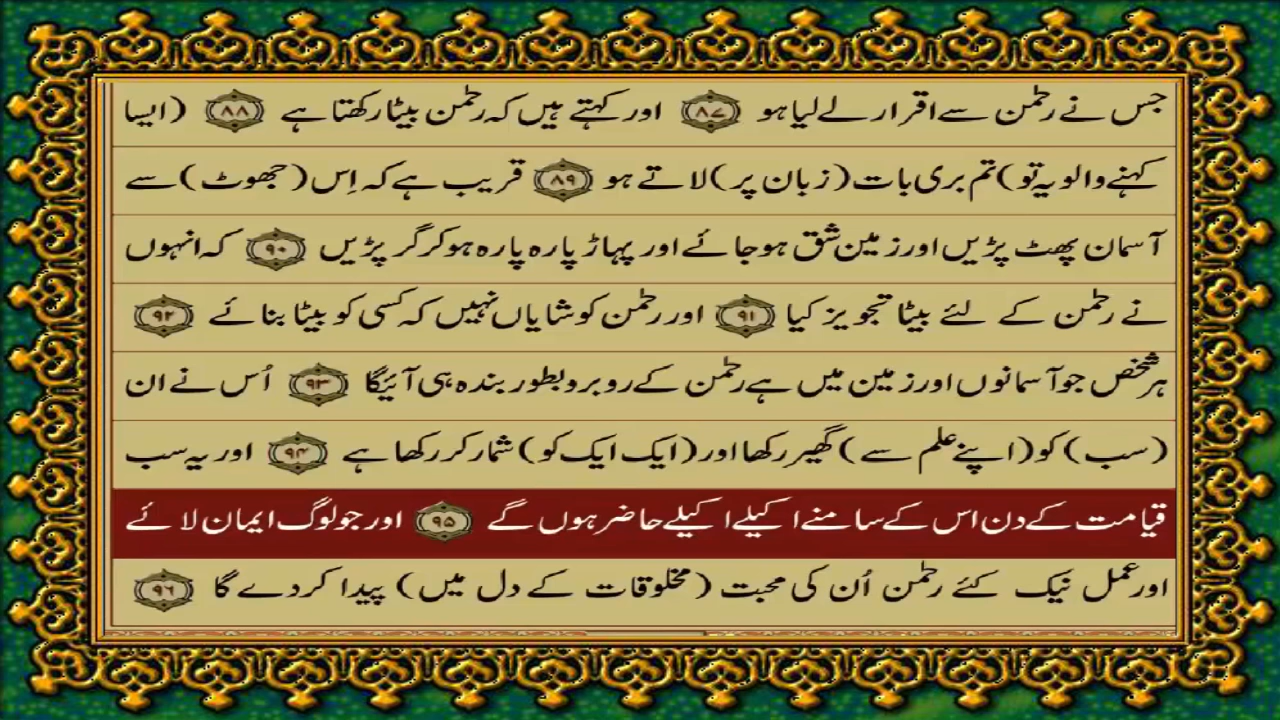 جس نے رحمٰن سے اقرار لے لیا ہو ﴿۸۷﴾ اور کہتے ہیں کہ رحمٰن بیٹا رکھتا ہے ﴿۸۸﴾ (ایسا
کہنے والو یہ تو) تم بری بات (زبان پر) لاتے ہو ﴿۸۹﴾ قریب ہے کہ اِس (جھوٹ) سے
آسمان پھٹ پڑیں اور زمین شق ہو جائے اور پہاڑ پارہ پارہ ہو کر گر پڑیں ﴿۹۰﴾ کہ انہوں
نے رحمٰن کے لئے بیٹا تجویز کیا ﴿۹۱﴾ اور رحمٰن کو شایاں نہیں کہ کسی کو بیٹا بنائے ﴿۹۲﴾
ہر شخص جو آسمانوں اور زمین میں ہے رحمٰن کے روبرو بطور بندہ ہی آئیگا ﴿۹۳﴾ اُس نے ان
(سب) کو (اپنے علم سے) گھیر رکھا اور (ایک ایک کو) شمار کر رکھا ہے ﴿۹۴﴾ اور یہ سب
قیامت کے دن اس کے سامنے اکیلے اکیلے حاضر ہوں گے ﴿۹۵﴾ اور جو لوگ ایمان لائے
اور عمل نیک کئے رحمٰن اُن کی محبت (مخلوقات کے دل میں) پیدا کر دے گا ﴿۹۶﴾